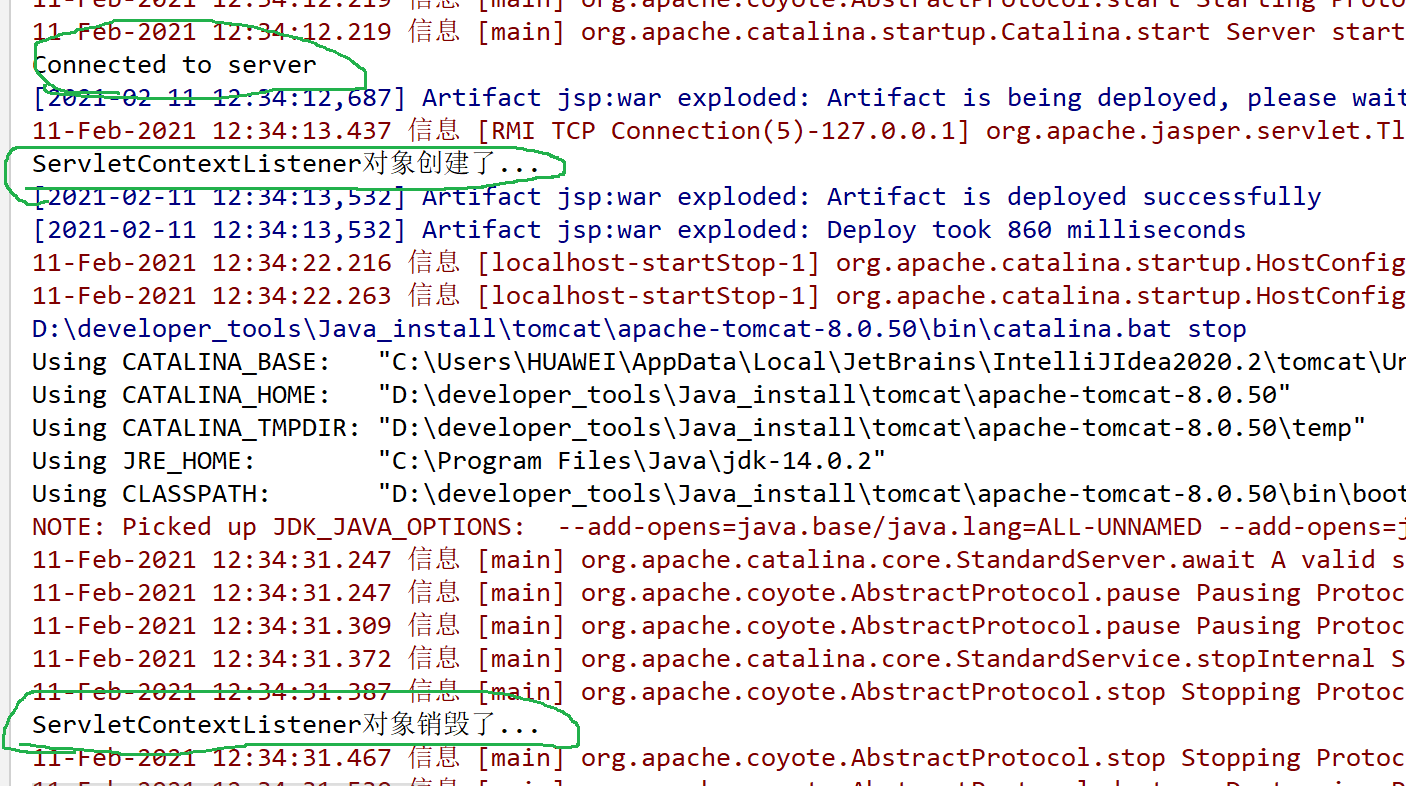 11-Feb-2021 12:34:12.219 信息 [main] org.apache.coyote.AbstractProtocol.start Starting Proto
11-Feb-2021 12:34:12.219 信息 [main] org.apache.catalina.startup.Catalina.start Server start
Connected to server
[2021-02-11 12:34:12,687] Artifact jsp:war exploded: Artifact is being deployed, please wait
11-Feb-2021 12:34:13.437 信息 [RMI TCP Connection(5)-127.0.0.1] org.apache.jasper.servlet.Tl
ServletContextListener对象创建了...
[2021-02-11 12:34:13,532] Artifact jsp:war exploded: Artifact is deployed successfully
[2021-02-11 12:34:13,532] Artifact jsp:war exploded: Deploy took 860 milliseconds
11-Feb-2021 12:34:22.216 信息 [localhost-startStop-1] org.apache.catalina.startup.HostConfig
11-Feb-2021 12:34:22.263 信息 [localhost-startStop-1] org.apache.catalina.startup.HostConfig
D:\developer_tools\Java_install\tomcat\apache-tomcat-8.0.50\bin\catalina.bat stop
Using CATALINA_BASE:   "C:\Users\HUAWEI\AppData\Local\JetBrains\IntelliJIdea2020.2\tomcat\Un
Using CATALINA_HOME:   "D:\developer_tools\Java_install\tomcat\apache-tomcat-8.0.50"
Using CATALINA_TMPDIR: "D:\developer_tools\Java_install\tomcat\apache-tomcat-8.0.50\temp"
Using JRE_HOME:        "C:\Program Files\Java\jdk-14.0.2"
Using CLASSPATH:       "D:\developer_tools\Java_install\tomcat\apache-tomcat-8.0.50\bin\boot
NOTE: Picked up JDK_JAVA_OPTIONS:  --add-opens=java.base/java.lang=ALL-UNNAMED --add-opens=j
11-Feb-2021 12:34:31.247 信息 [main] org.apache.catalina.core.StandardServer.await A valid s
11-Feb-2021 12:34:31.247 信息 [main] org.apache.coyote.AbstractProtocol.pause Pausing Protoc
11-Feb-2021 12:34:31.309 信息 [main] org.apache.coyote.AbstractProtocol.pause Pausing Protoc
11-Feb-2021 12:34:31.372 信息 [main] org.apache.catalina.core.StandardService.stopInternal S
11-Feb-2021 12:34:31.387 信息 [main] org.apache.coyote.AbstractProtocol.stop Stopping Protoc
ServletContextListener对象销毁了...
11-Feb-2021 12:34:31.467 信息 [main] org.apache.coyote.AbstractProtocol.stop Stopping Protoc